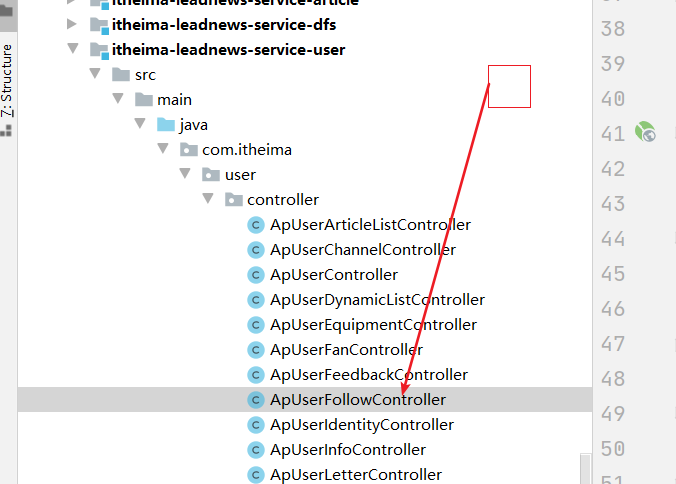 itheima-leadnews-service-article
itheima-leadnews-service-dfs
itheima-leadnews-service-user
src
main
java
com.itheima
user
controller
ApUserArticleListController
ApUserChannelController
ApUserController
ApUserDynamicListController
ApUserEquipmentController
ApUserFanController
ApUserFeedbackController
ApUserFollowController
ApUserIdentityController
ApUserInfoController
ApUserLetterController
Z: Structure
38
39
40
41
42
43
44
45
46
47
48
49
50
51